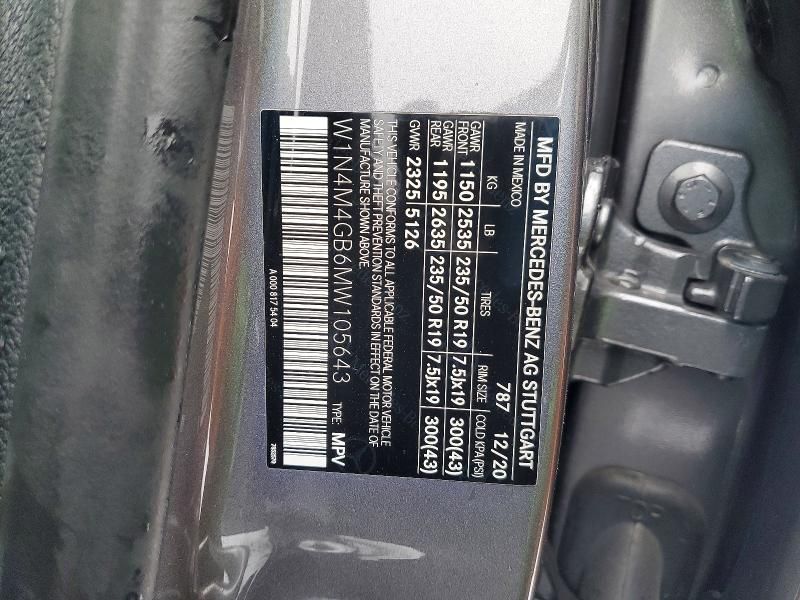 MFD BY MERCEDES-BENZ AG STUTTGART
MADE IN MEXICO 787 12/20
KG LB TIRES RIM SIZE COLD KPA(PSI)
GAWR FRONT 1150 2535 235/50 R19 7.5Jx19 300(43)
GAWR REAR 1195 2635 235/50 R19 7.5Jx19 300(43)
GVWR 2325 5126
THIS VEHICLE CONFORMS TO ALL APPLICABLE FEDERAL MOTOR VEHICLE
SAFETY AND THEFT PREVENTION STANDARDS IN EFFECT ON THE DATE OF
MANUFACTURE SHOWN ABOVE.
W1N4M4GB6MW105643 TYPE: MPV
A 000 817 54 04
TOP